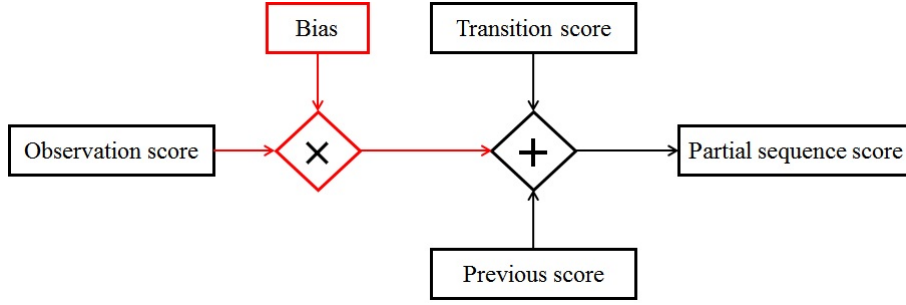 Bias
Transition score
Observation score
×
+
Partial sequence score
Previous score